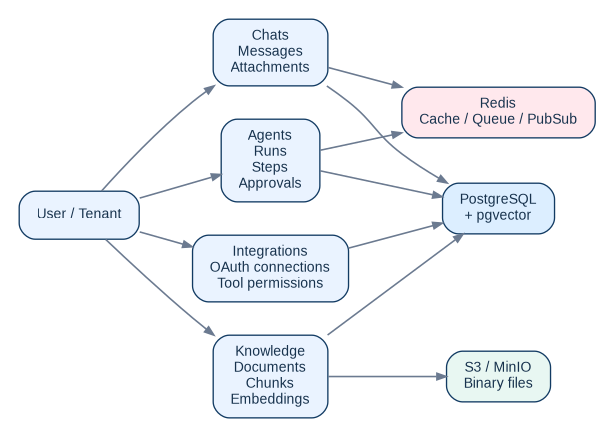 Chats
Messages
Attachments
Redis
Cache / Queue / PubSub
Agents
Runs
Steps
Approvals
User / Tenant
PostgreSQL
+ pgvector
Integrations
OAuth connections
Tool permissions
Knowledge
Documents
Chunks
Embeddings
S3 / MinIO
Binary files